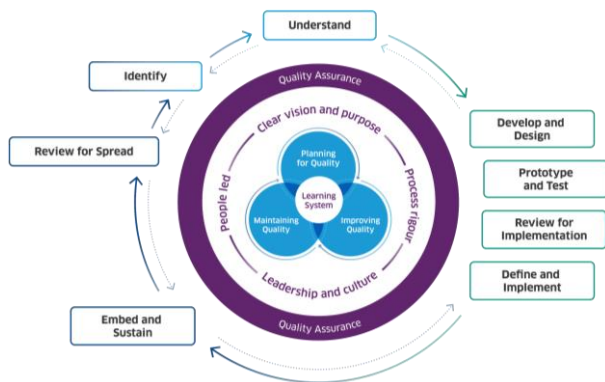 Understand
Identify
Review for Spread
Embed and
Sustain
Develop and
Design
Prototype
and Test
Review for
Implementation
Define and
Implement
Quality Assurance
Clear vision and purpose
People led
Process rigour
Leadership and culture
Quality Assurance
Planning
for Quality
Learning
System
Maintaining
Quality
Improving
Quality